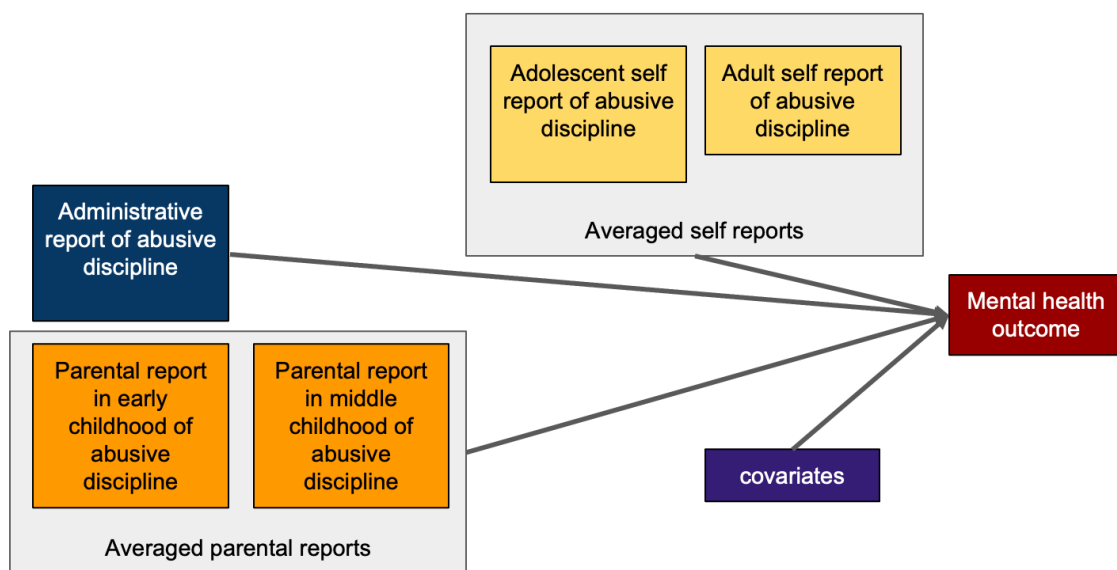 Adolescent self
report of abusive
discipline
Adult self report
of abusive
discipline
Averaged self reports
Administrative
report of abusive
discipline
Mental health
outcome
Parental report
in early
childhood of
abusive
discipline
Parental report
in middle
childhood of
abusive
discipline
Averaged parental reports
covariates